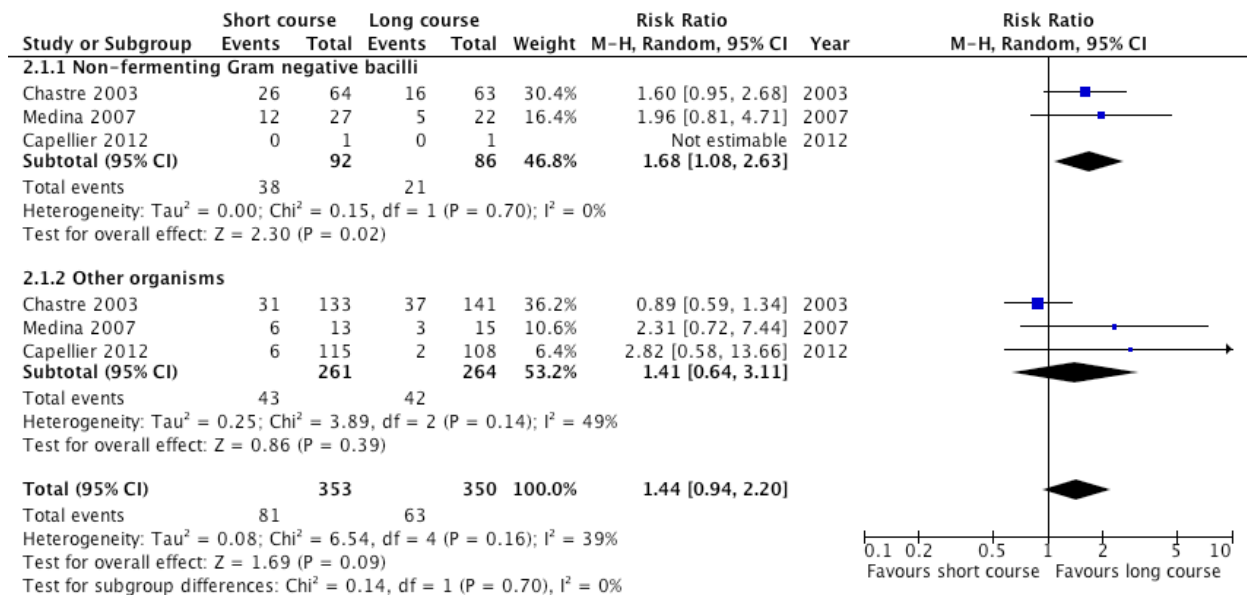 Short course Long course Risk Ratio Risk Ratio
Study or Subgroup Events Total Events Total Weight M-H, Random, 95% CI Year M-H, Random, 95% CI
2.1.1 Non-fermenting Gram negative bacilli
Chastre 2003 26 64 16 63 30.4% 1.60 [0.95, 2.68] 2003
Medina 2007 12 27 5 22 16.4% 1.96 [0.81, 4.71] 2007
Capellier 2012 0 1 0 1 Not estimable 2012
Subtotal (95% CI) 92 86 46.8% 1.68 [1.08, 2.63]
Total events 38 21
Heterogeneity: Tau² = 0.00; Chi² = 0.15, df = 1 (P = 0.70); I² = 0%
Test for overall effect: Z = 2.30 (P = 0.02)
2.1.2 Other organisms
Chastre 2003 31 133 37 141 36.2% 0.89 [0.59, 1.34] 2003
Medina 2007 6 13 3 15 10.6% 2.31 [0.72, 7.44] 2007
Capellier 2012 6 115 2 108 6.4% 2.82 [0.58, 13.66] 2012
Subtotal (95% CI) 261 264 53.2% 1.41 [0.64, 3.11]
Total events 43 42
Heterogeneity: Tau² = 0.25; Chi² = 3.89, df = 2 (P = 0.14); I² = 49%
Test for overall effect: Z = 0.86 (P = 0.39)
Total (95% CI) 353 350 100.0% 1.44 [0.94, 2.20]
Total events 81 63
Heterogeneity: Tau² = 0.08; Chi² = 6.54, df = 4 (P = 0.16); I² = 39%
Test for overall effect: Z = 1.69 (P = 0.09)
Test for subgroup differences: Chi² = 0.14, df = 1 (P = 0.70), I² = 0%
0.1 0.2 0.5 1 2 5 10
Favours short course Favours long course